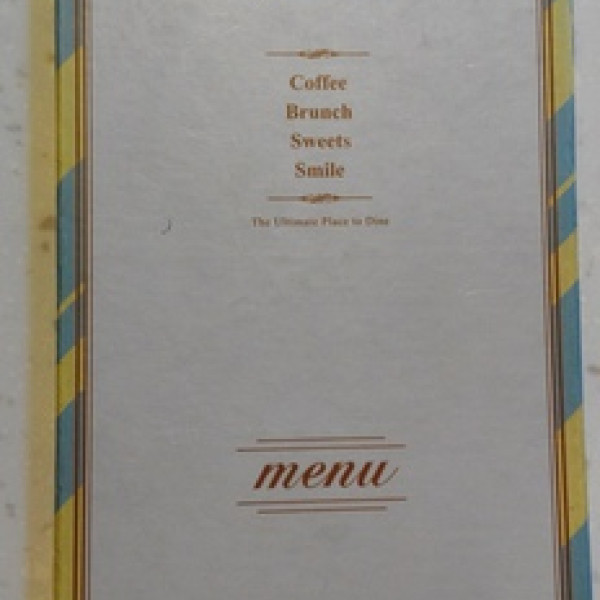 Coffee
Brunch
Sweets
Smile
The Ultimate Place to Dine
menu